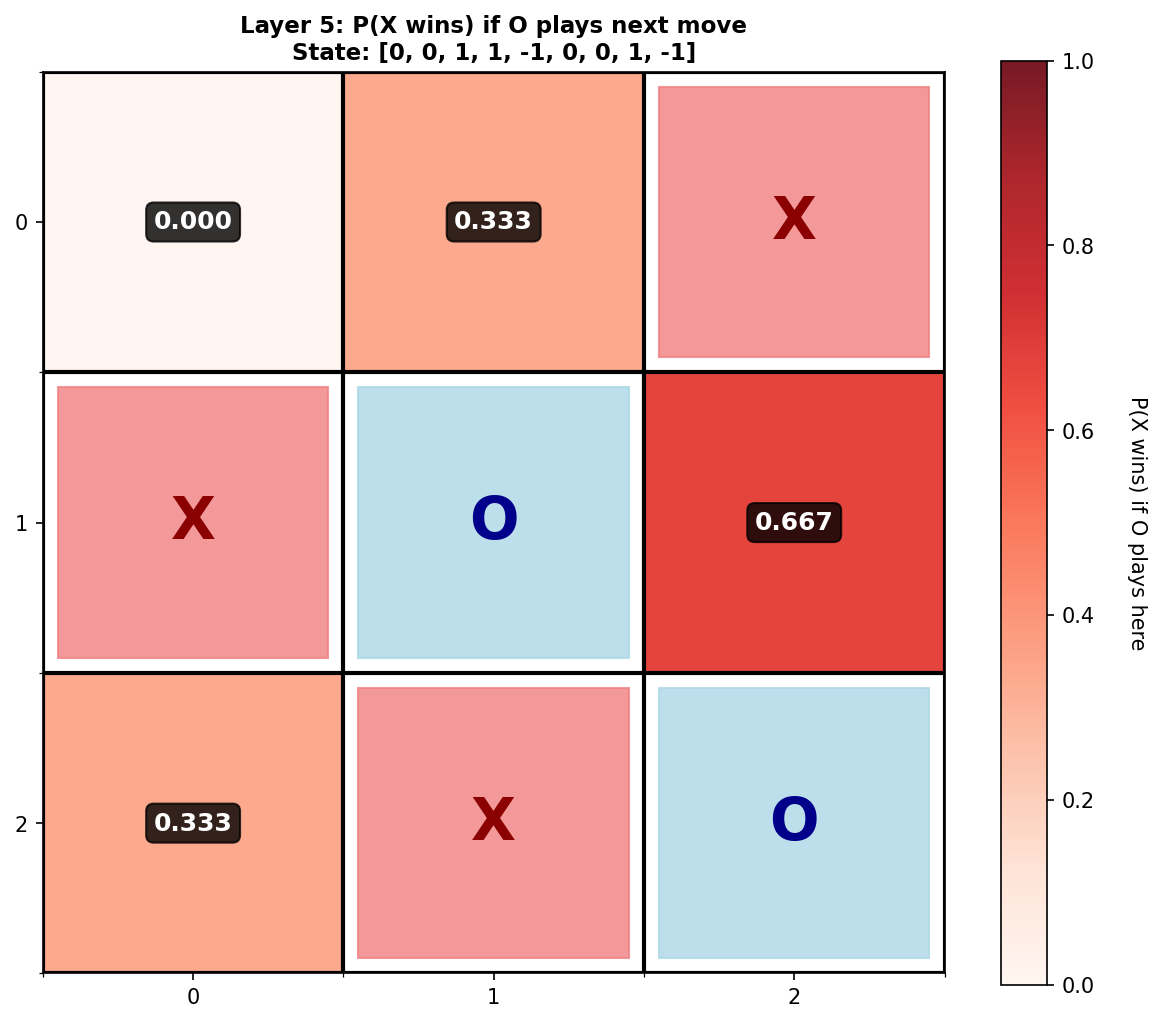 Layer 5: P(X wins) if O plays next move
State: [0, 0, 1, 1, -1, 0, 0, 1, -1]
0.000
0.333
X
X
O
0.667
0.333
X
O
0
1
2
0
1
2
1.0
0.8
0.6
0.4
0.2
0.0
P(X wins) if O plays here